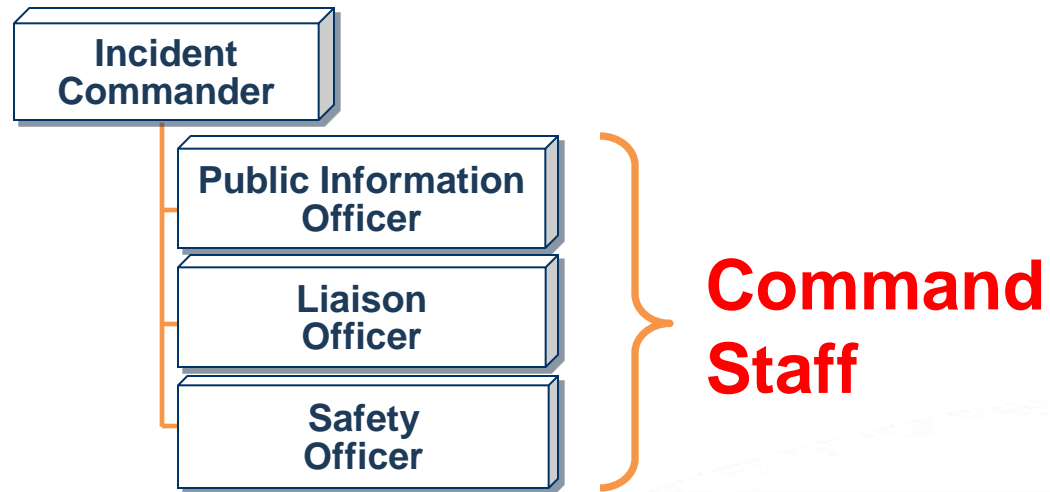 Incident
Commander
Public Information
Officer
Liaison
Officer
Safety
Officer
Command
Staff